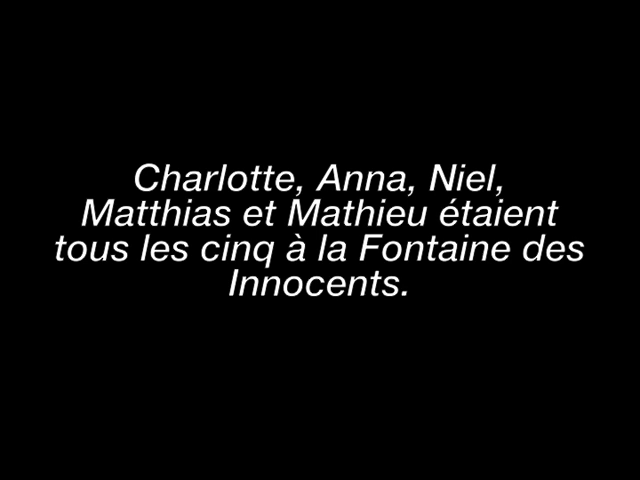 Charlotte, Anna, Niel,
Matthias et Mathieu étaient
tous les cinq à la Fontaine des
Innocents.